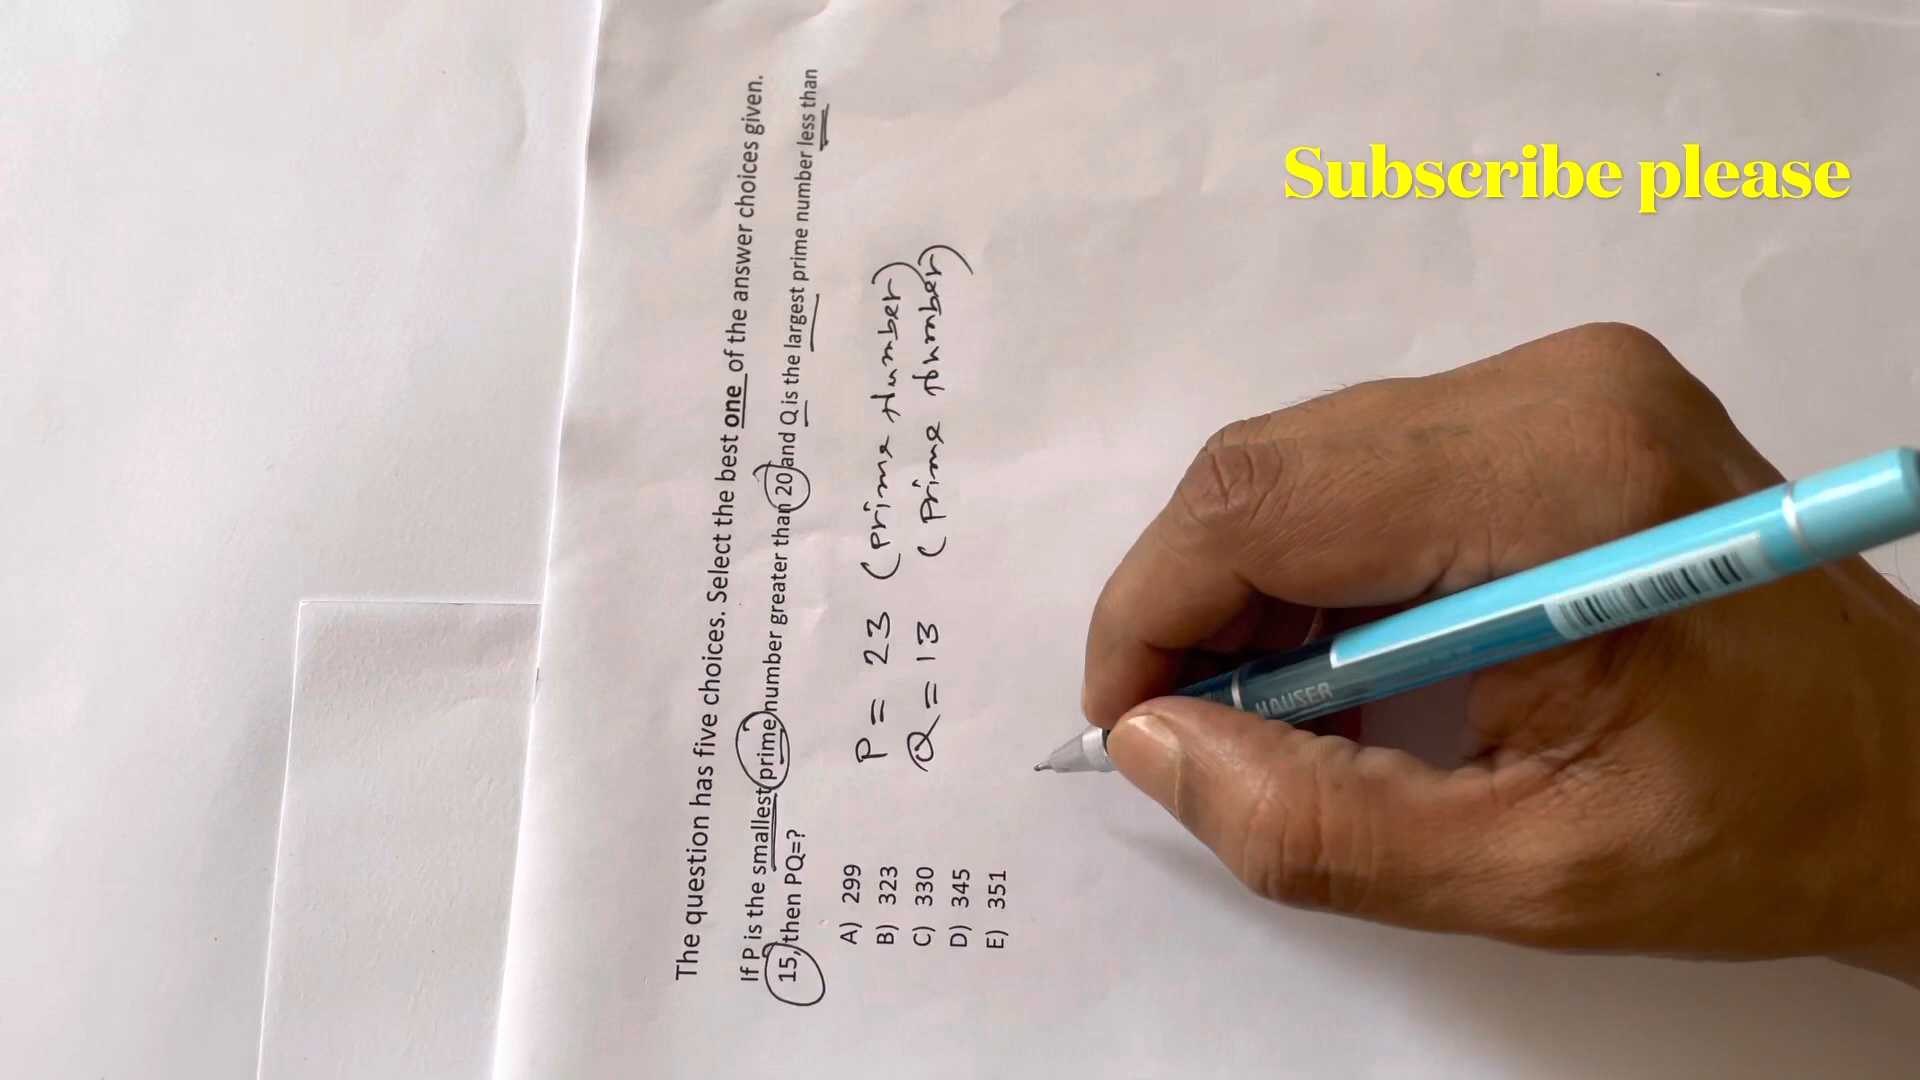 Subscribe please
The question has five choices. Select the best one of the answer choices given.
If P is the smallest prime number greater than 20 and Q is the largest prime number less than
15, then PQ=?
A) 299
B) 323
C) 330
D) 345
E) 351
P = 23 (Prime Number)
Q = 13 (Prime Number)
HAUSER